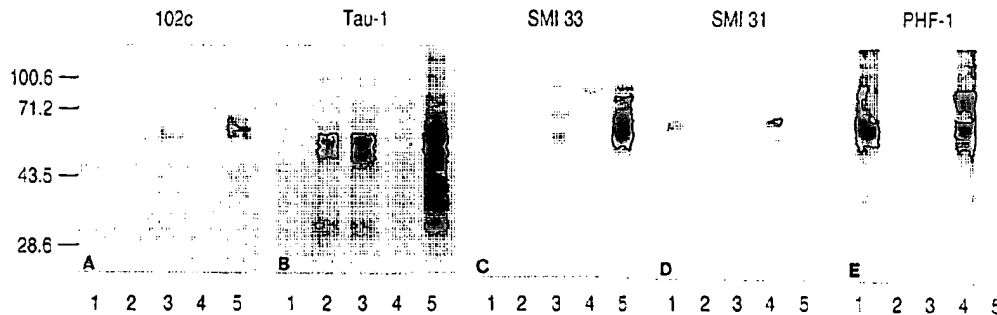 102c Tau-1 SMI 33 SMI 31 PHF-1
100.6
71.2
43.5
28.6
A B C D E
1 2 3 4 5 1 2 3 4 5 1 2 3 4 5 1 2 3 4 5 1 2 3 4 5